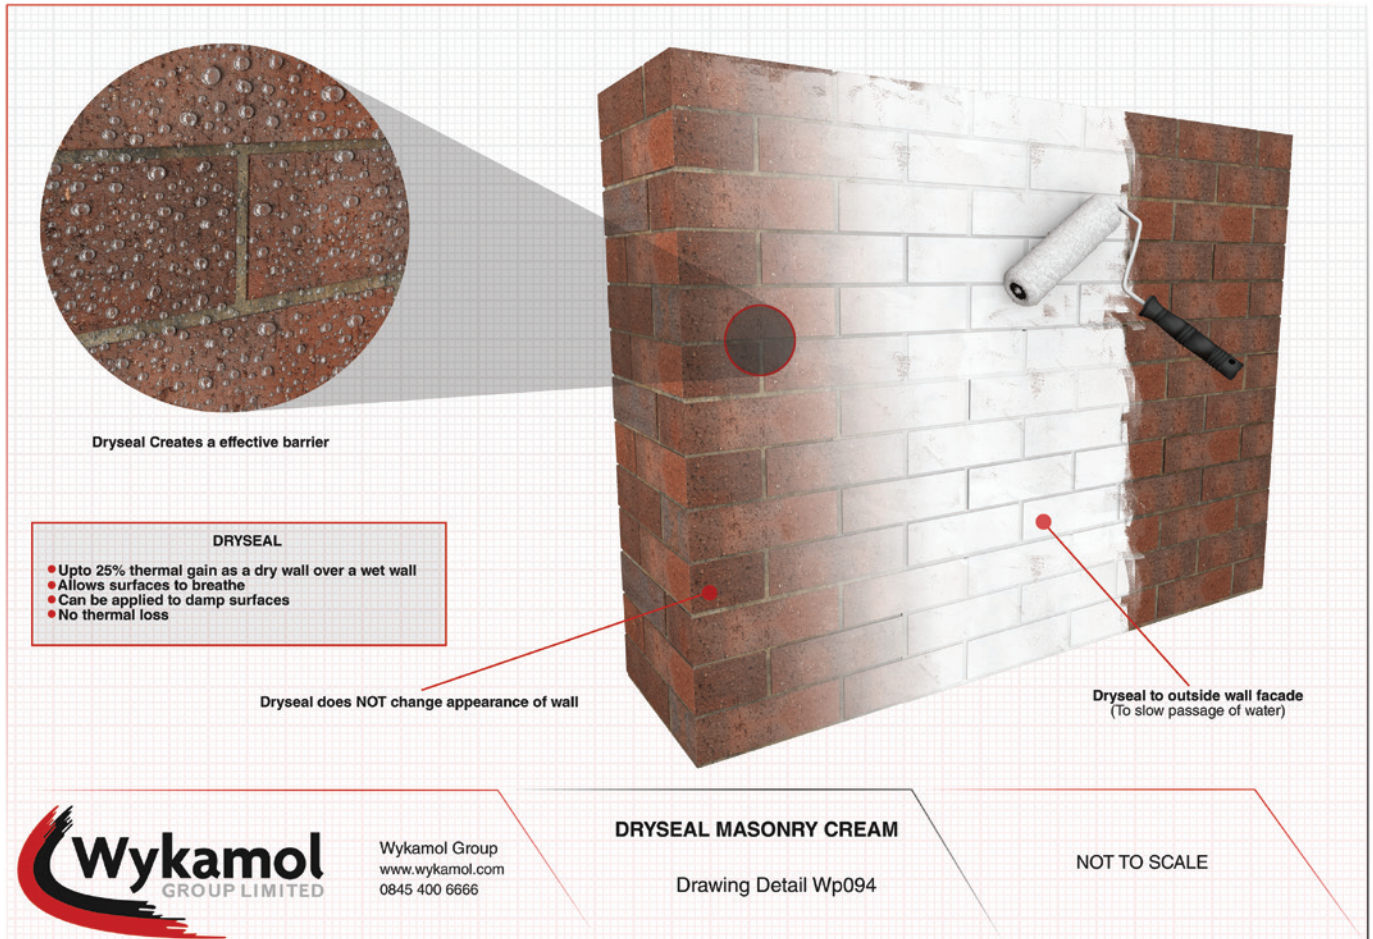 Dryseal Creates a effective barrier
DRYSEAL
Upto 25% thermal gain as a dry wall over a wet wall
Allows surfaces to breathe
Can be applied to damp surfaces
No thermal loss
Dryseal does NOT change appearance of wall
Dryseal to outside wall facade
(To slow passage of water)
Wykamol
GROUP LIMITED
Wykamol Group
www.wykamol.com
0845 400 6666
DRYSEAL MASONRY CREAM
Drawing Detail Wp094
NOT TO SCALE